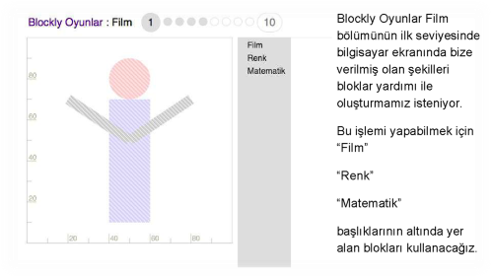 Blockly Oyunlar : Film 1 10
Film
Renk
Matematik
80
60
40
20
20 40 60 80
Blockly Oyunlar Film
bölümünün ilk seviyesinde
bilgisayar ekranında bize
verilmiş olan şekilleri
bloklar yardımı ile
oluşturmamız isteniyor.
Bu işlemi yapabilmek için
“Film”
“Renk”
“Matematik”
başlıklarının altında yer
alan blokları kullanacağız.